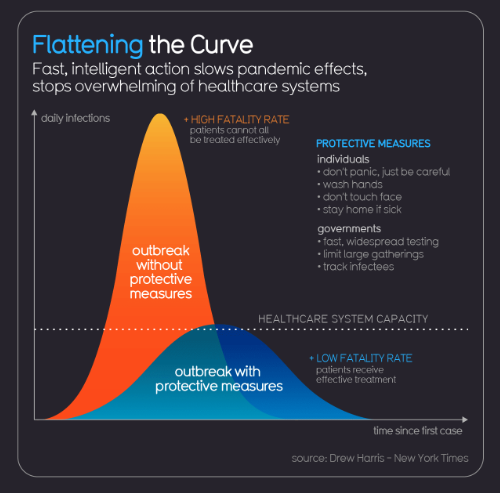 Flattening the Curve
Fast, intelligent action slows pandemic effects,
stops overwhelming of healthcare systems
daily infections
+ HIGH FATALITY RATE
patients cannot all
be treated effectively
PROTECTIVE MEASURES
individuals
• don't panic, just be careful
• wash hands
• don't touch face
• stay home if sick
governments
• fast, widespread testing
• limit large gatherings
• track infectees
outbreak
without
protective
measures
HEALTHCARE SYSTEM CAPACITY
+ LOW FATALITY RATE
patients receive
effective treatment
outbreak with
protective measures
time since first case
source: Drew Harris - New York Times